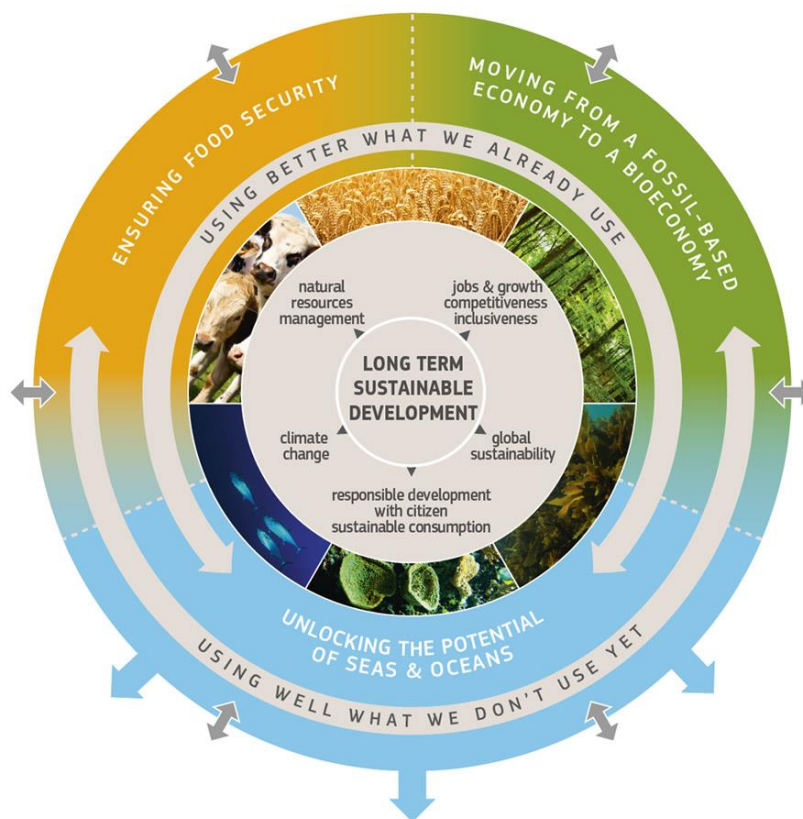 ENSURING FOOD SECURITY
MOVING FROM A FOSSIL-BASED
ECONOMY TO A BIOECONOMY
USING BETTER WHAT WE ALREADY USE
natural
resources
management
jobs & growth
competitiveness
inclusiveness
LONG TERM
SUSTAINABLE
DEVELOPMENT
climate
change
global
sustainability
responsible development
with citizen
sustainable consumption
UNLOCKING THE POTENTIAL
OF SEAS & OCEANS
USING WELL WHAT WE DON'T USE YET